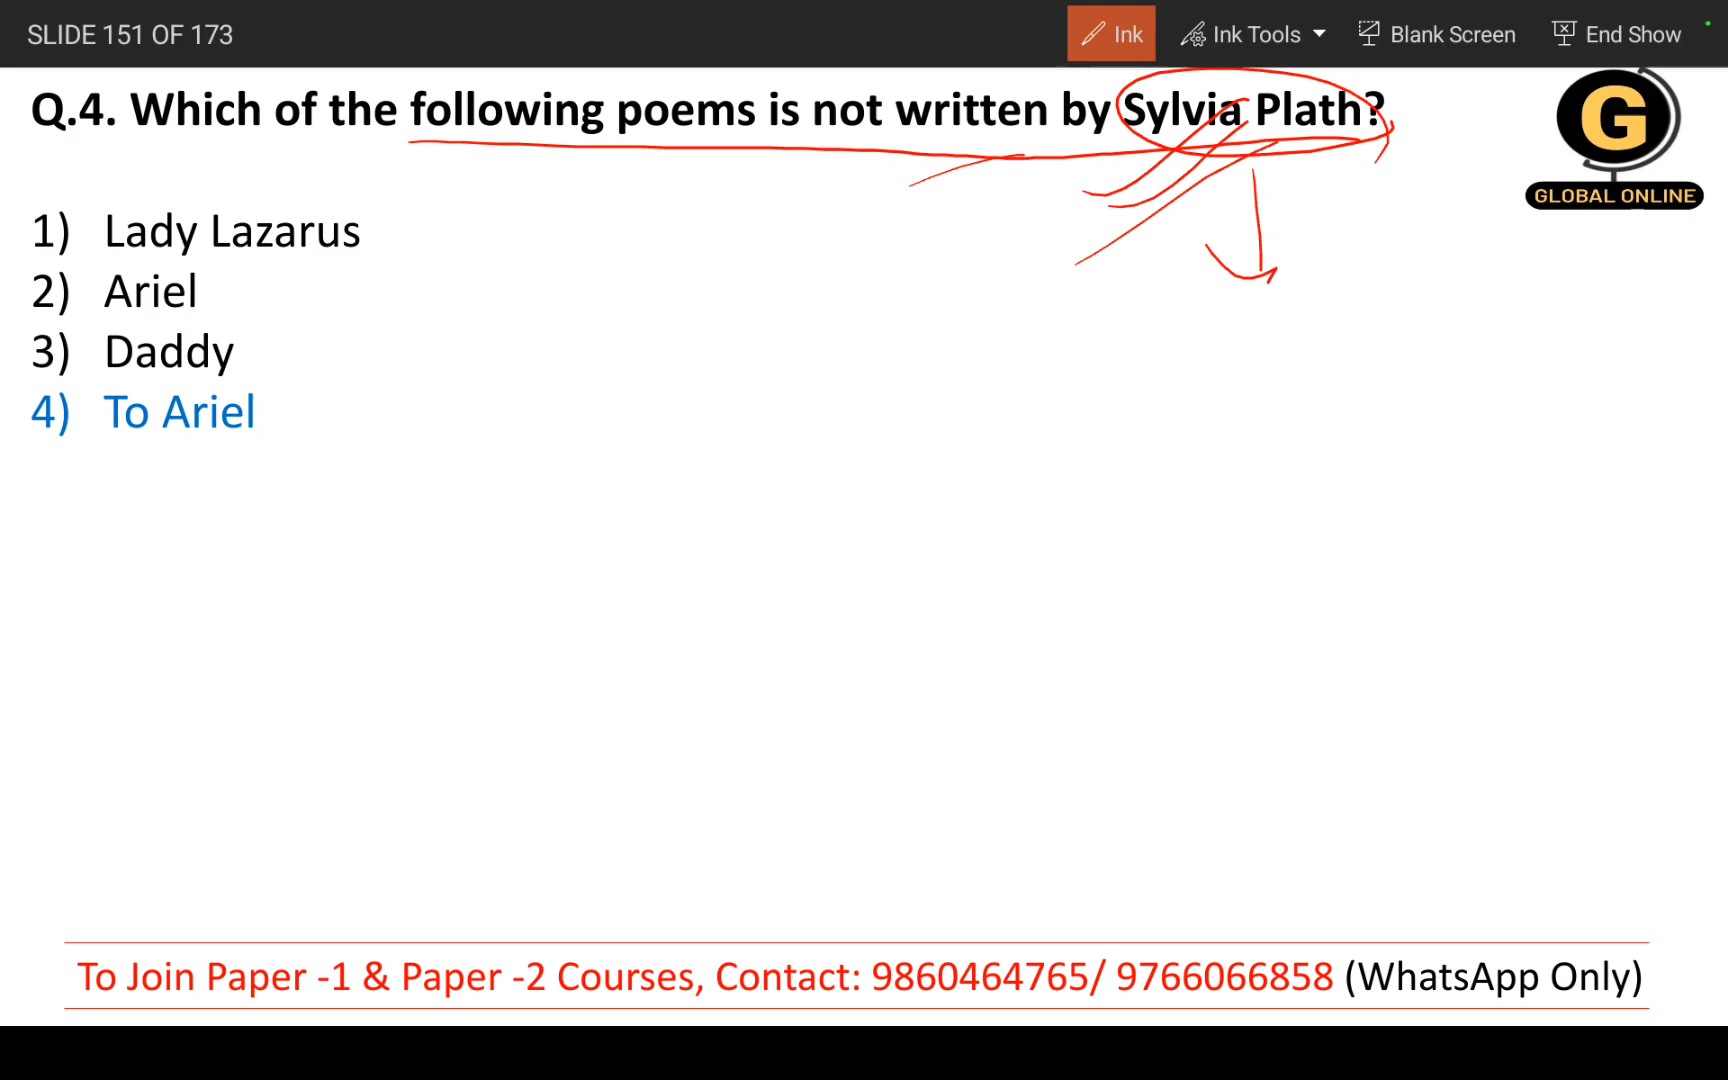 SLIDE 151 OF 173
Ink
Ink Tools
Blank Screen
End Show
Q.4. Which of the following poems is not written by Sylvia Plath?
G
GLOBAL ONLINE
1) Lady Lazarus
2) Ariel
3) Daddy
4) To Ariel
To Join Paper -1 & Paper -2 Courses, Contact: 9860464765/ 9766066858 (WhatsApp Only)